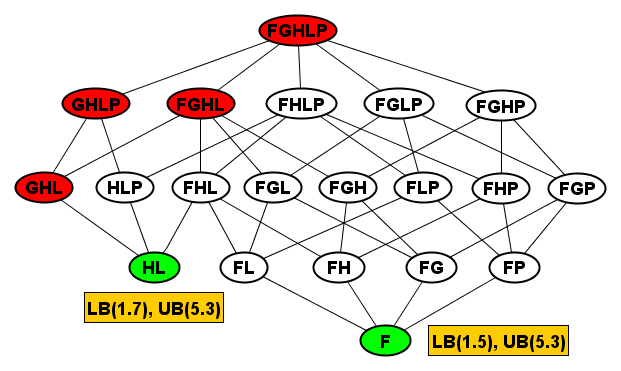 FGHLP
GHLP FGHL FHLP FGLP FGHP
GHL HLP FHL FGL FGH FLP FHP FGP
HL FL FH FG FP
LB(1.7), UB(5.3)
F LB(1.5), UB(5.3)